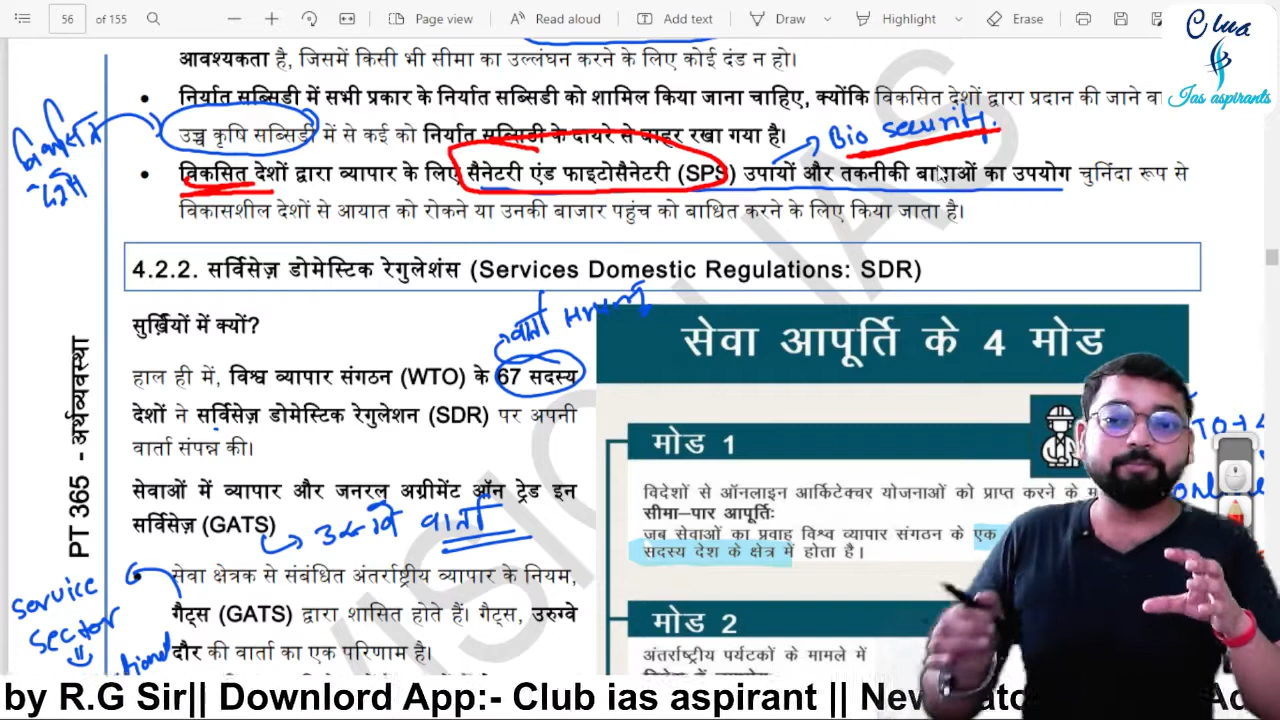 56 of 155
Page view
Read aloud
Add text
Draw
Highlight
Erase
Clua
Ias aspirants
आवश्यकता है, जिसमें किसी भी सीमा का उल्लंघन करने के लिए कोई दंड न हो।
निर्यात सब्सिडी में सभी प्रकार के निर्यात सब्सिडी को शामिल किया जाना चाहिए, क्योंकि विकसित देशों द्वारा प्रदान की जाने वा
उच्च कृषि सब्सिडी में से कई को निर्यात सब्सिडी के दायरे से बाहर रखा गया है।
Bio security.
विकसित देशों द्वारा व्यापार के लिए सैनेटरी एंड फाइटोसैनेटरी (SPS) उपायों और तकनीकी बाधाओं का उपयोग चुनिंदा रूप से
विकासशील देशों से आयात को रोकने या उनकी बाजार पहुंच को बाधित करने के लिए किया जाता है।
4.2.2. सर्विसेज़ डोमेस्टिक रेगुलेशंस (Services Domestic Regulations: SDR)
सुर्ख़ियों में क्यों?
वार्ता
हाल ही में, विश्व व्यापार संगठन (WTO) के 67 सदस्य
देशों ने सर्विसेज़ डोमेस्टिक रेगुलेशन (SDR) पर अपनी
वार्ता संपन्न की।
सेवाओं में व्यापार और जनरल अग्रीमेंट ऑन ट्रेड इन
सर्विसेज़ (GATS)
वार्ता
सेवा क्षेत्रक से संबंधित अंतर्राष्ट्रीय व्यापार के नियम,
गैट्स (GATS) द्वारा शासित होते हैं। गैट्स, उरुग्वे
दौर की वार्ता का एक परिणाम है।
service
sector
PT 365 - अर्थव्यवस्था
VISION IAS
सेवा आपूर्ति के 4 मोड
मोड 1
विदेशों से ऑनलाइन आर्किटेक्चर योजनाओं को प्राप्त करने के म
सीमा-पार आपूर्ति:
जब सेवाओं का प्रवाह विश्व व्यापार संगठन के एक
सदस्य देश के क्षेत्र में होता है।
मोड 2
अंतर्राष्ट्रीय पर्यटकों के मामले में
by R.G Sir|| Downlord App:- Club ias aspirant || New